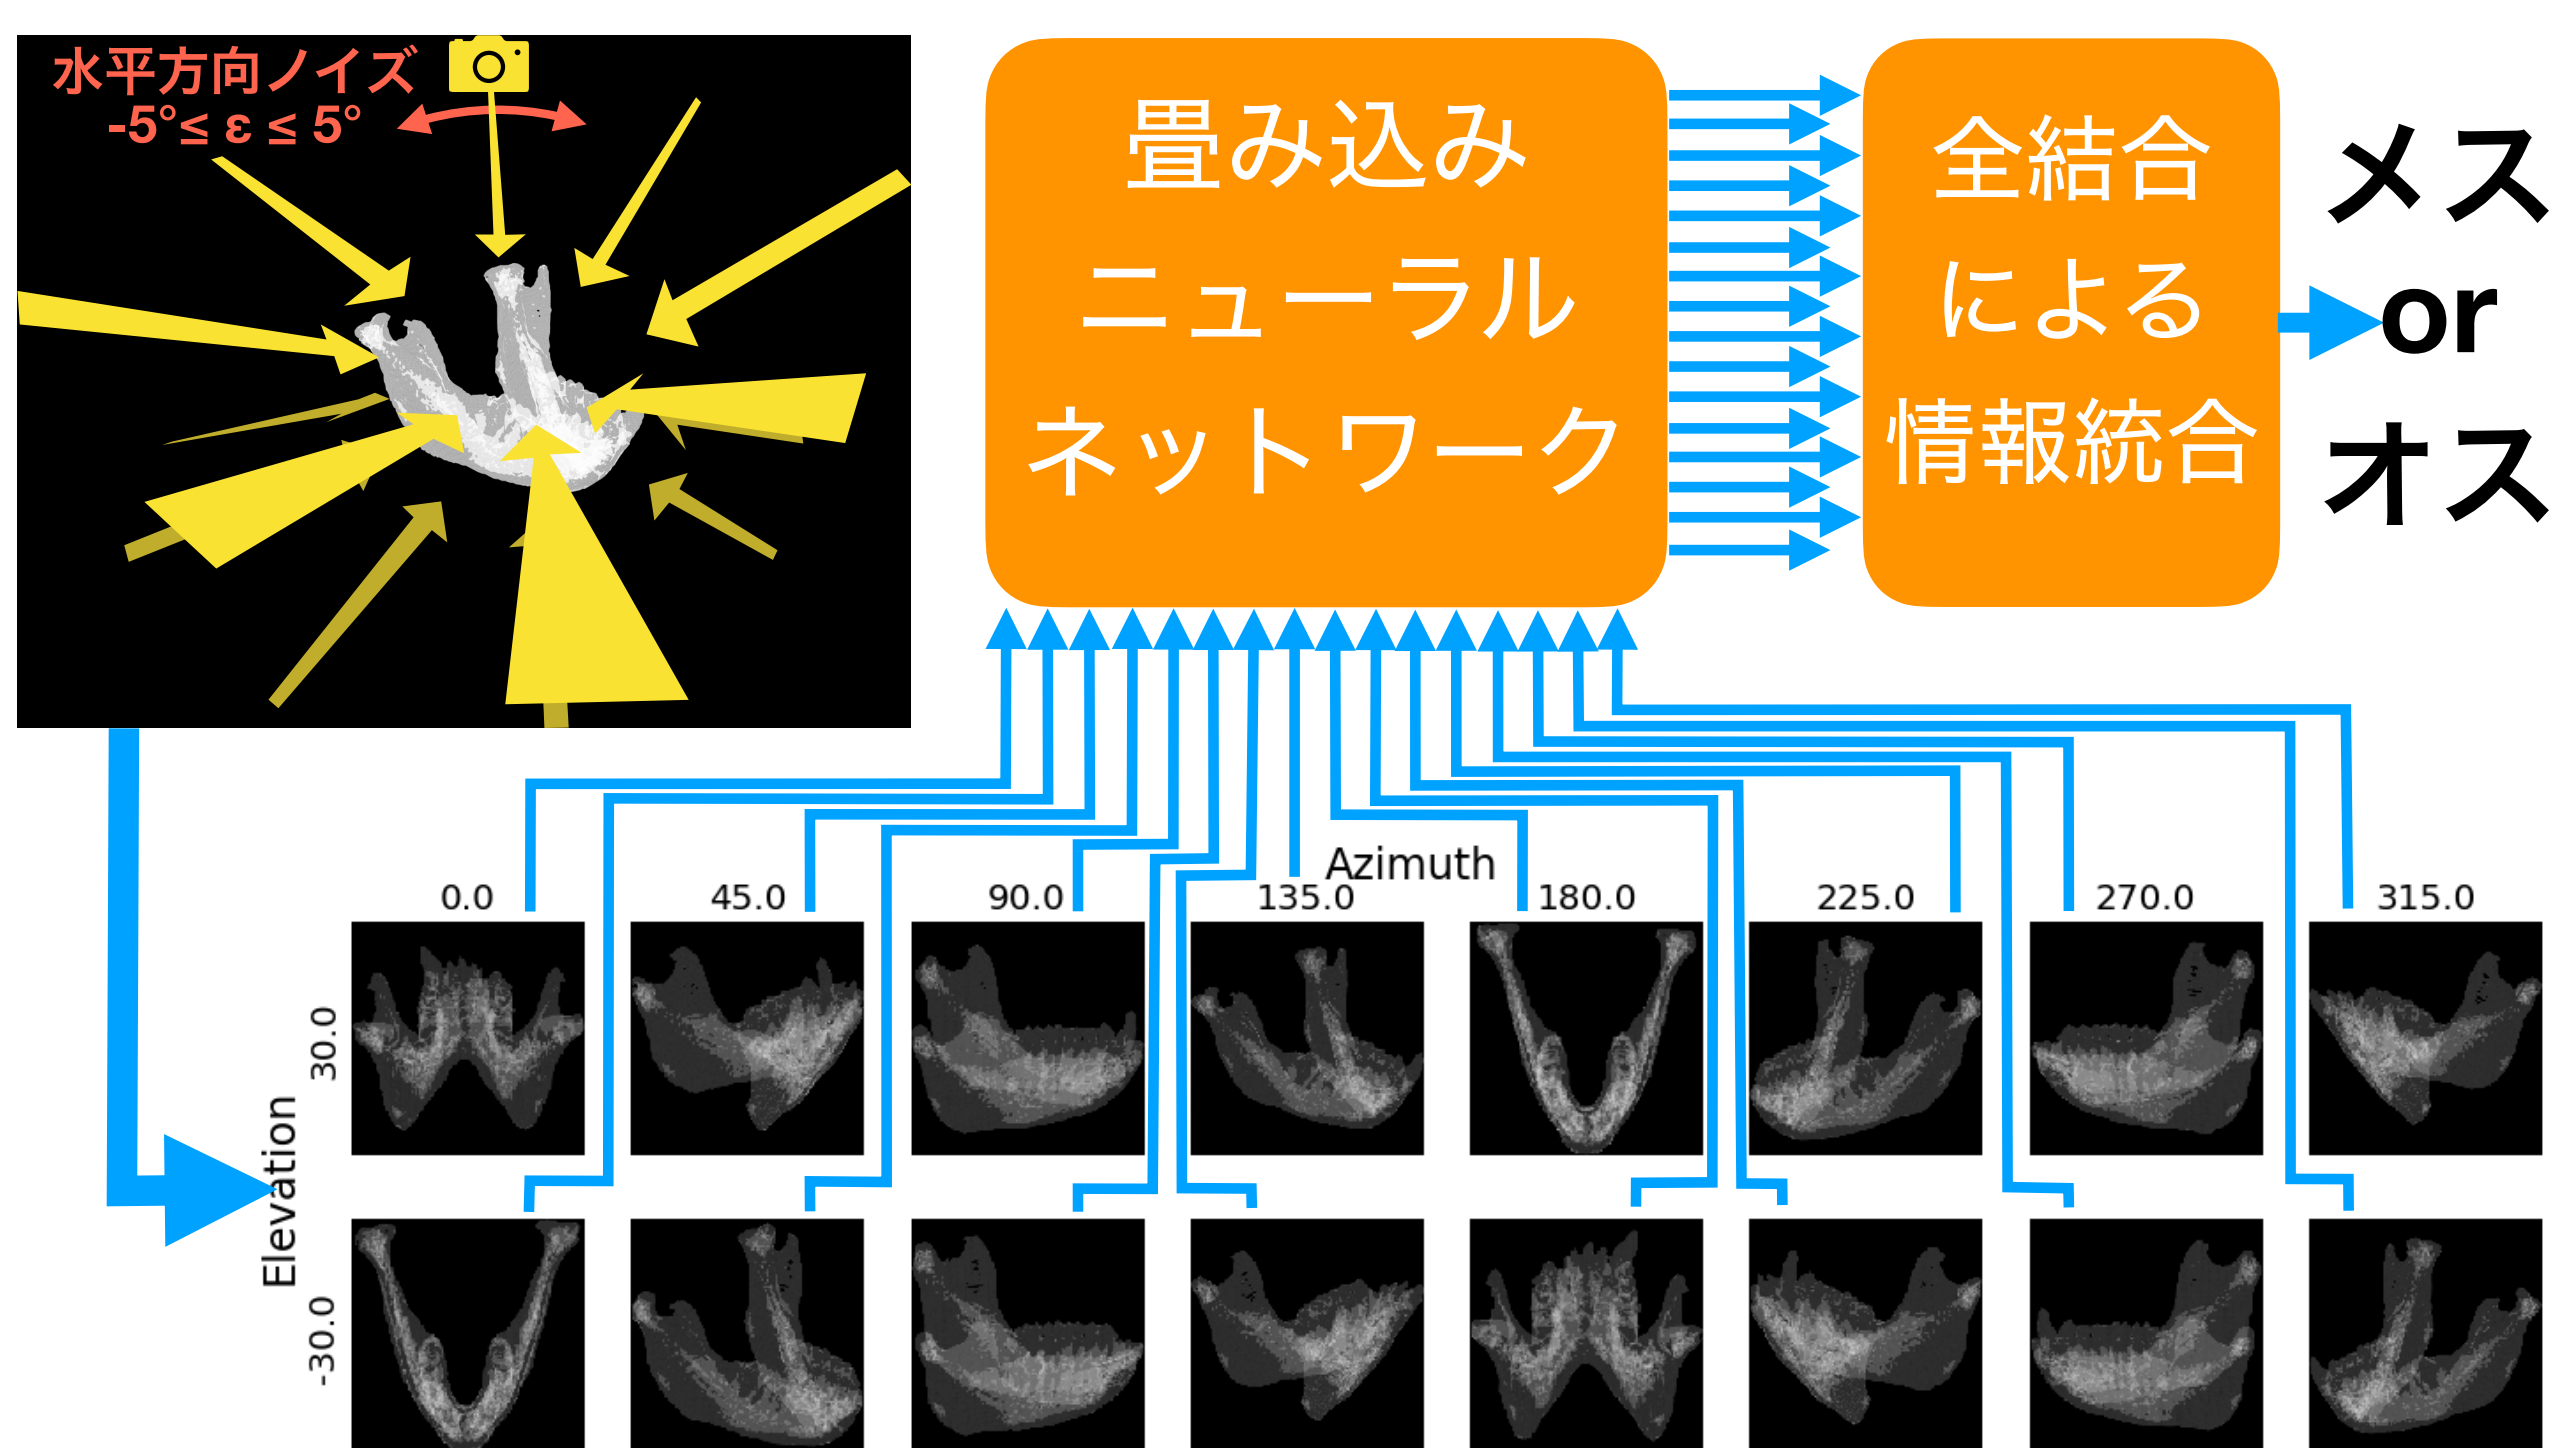 水平方向ノイズ
-5°≤ ε ≤ 5°
畳み込み
ニューラル
ネットワーク
全結合
による
情報統合
メス
or
オス
Azimuth
0.0 45.0 90.0 135.0 180.0 225.0 270.0 315.0
Elevation
30.0
-30.0